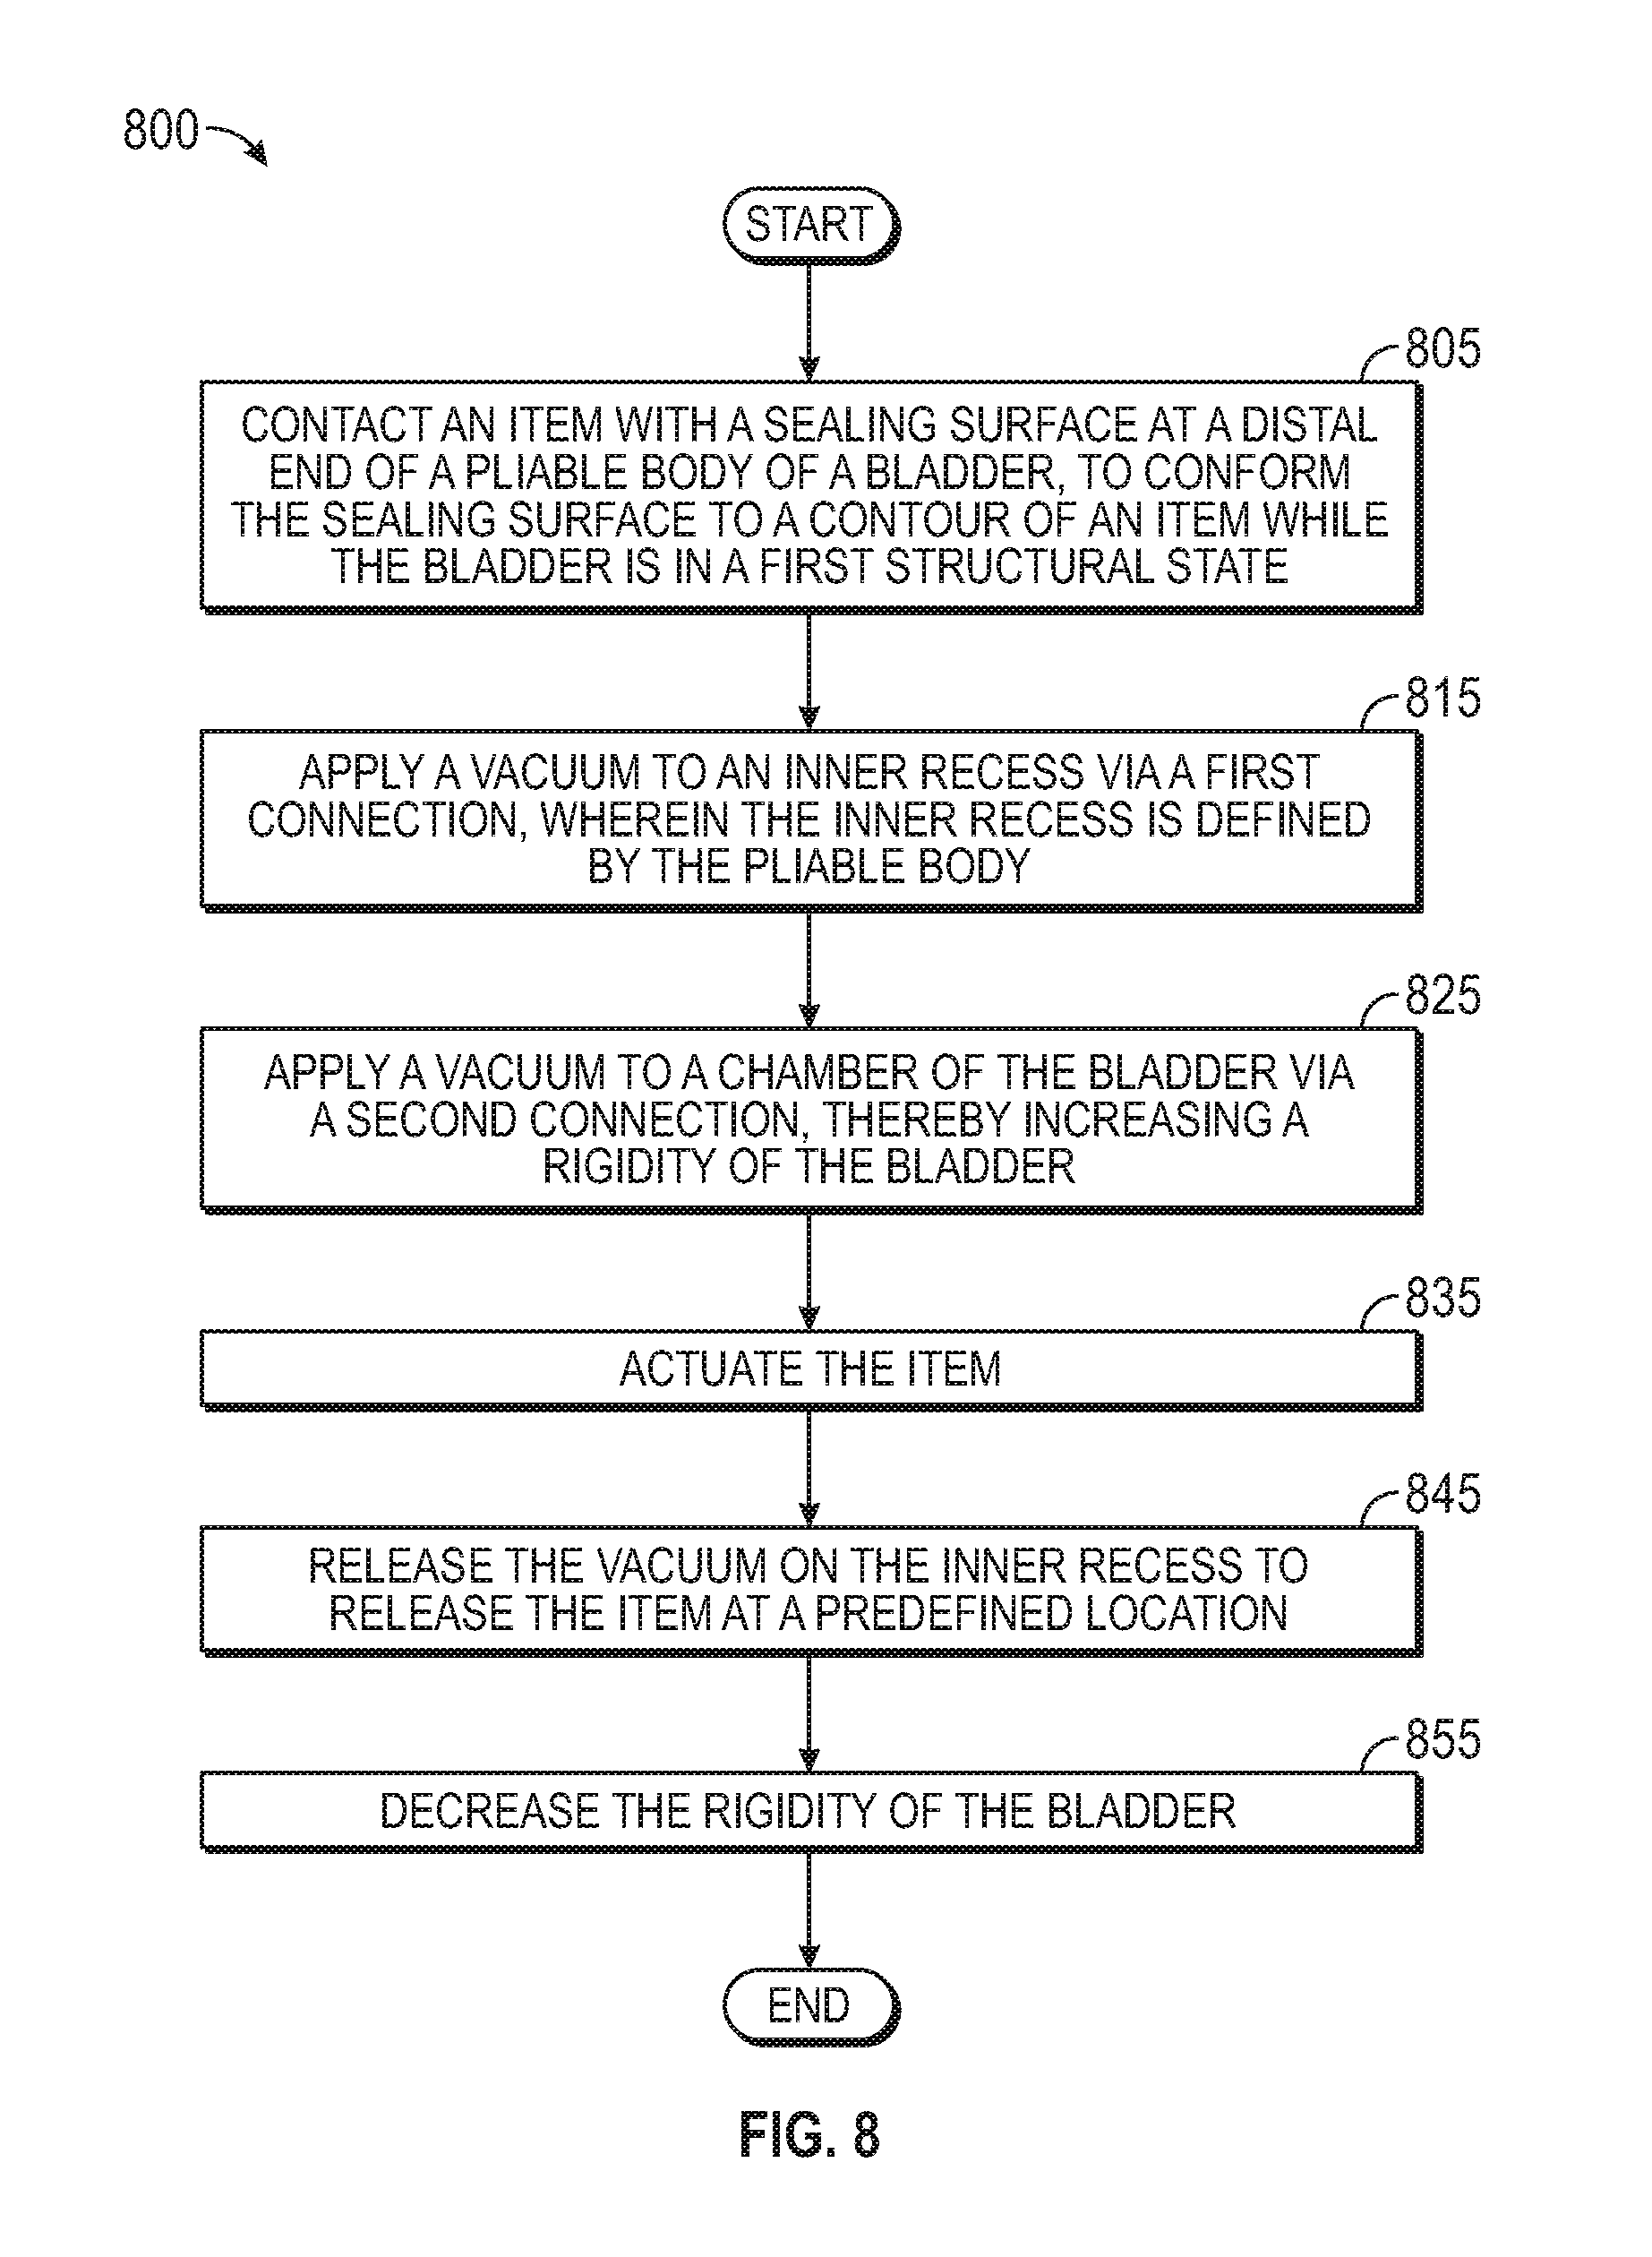 800
START
805
CONTACT AN ITEM WITH A SEALING SURFACE AT A DISTAL
END OF A PLIABLE BODY OF A BLADDER, TO CONFORM
THE SEALING SURFACE TO A CONTOUR OF AN ITEM WHILE
THE BLADDER IS IN A FIRST STRUCTURAL STATE
815
APPLY A VACUUM TO AN INNER RECESS VIA A FIRST
CONNECTION, WHEREIN THE INNER RECESS IS DEFINED
BY THE PLIABLE BODY
825
APPLY A VACUUM TO A CHAMBER OF THE BLADDER VIA
A SECOND CONNECTION, THEREBY INCREASING A
RIGIDITY OF THE BLADDER
835
ACTUATE THE ITEM
845
RELEASE THE VACUUM ON THE INNER RECESS TO
RELEASE THE ITEM AT A PREDEFINED LOCATION
855
DECREASE THE RIGIDITY OF THE BLADDER
END
FIG. 8